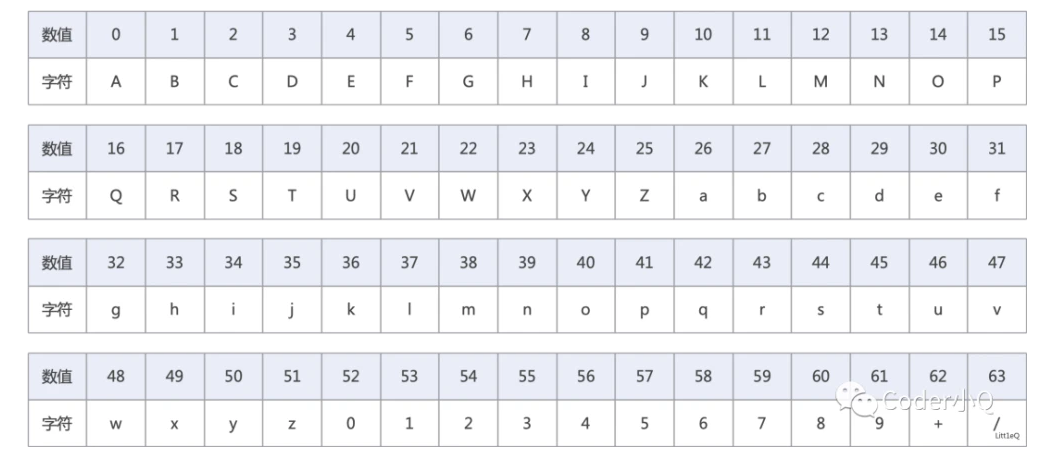 数值 0 1 2 3 4 5 6 7 8 9 10 11 12 13 14 15
字符 A B C D E F G H I J K L M N O P
数值 16 17 18 19 20 21 22 23 24 25 26 27 28 29 30 31
字符 Q R S T U V W X Y Z a b c d e f
数值 32 33 34 35 36 37 38 39 40 41 42 43 44 45 46 47
字符 g h i j k l m n o p q r s t u v
数值 48 49 50 51 52 53 54 55 56 57 58 59 60 61 62 63
Coder小Q
字符 w x y z 0 1 2 3 4 5 6 7 8 9 + /
Litt1eQ